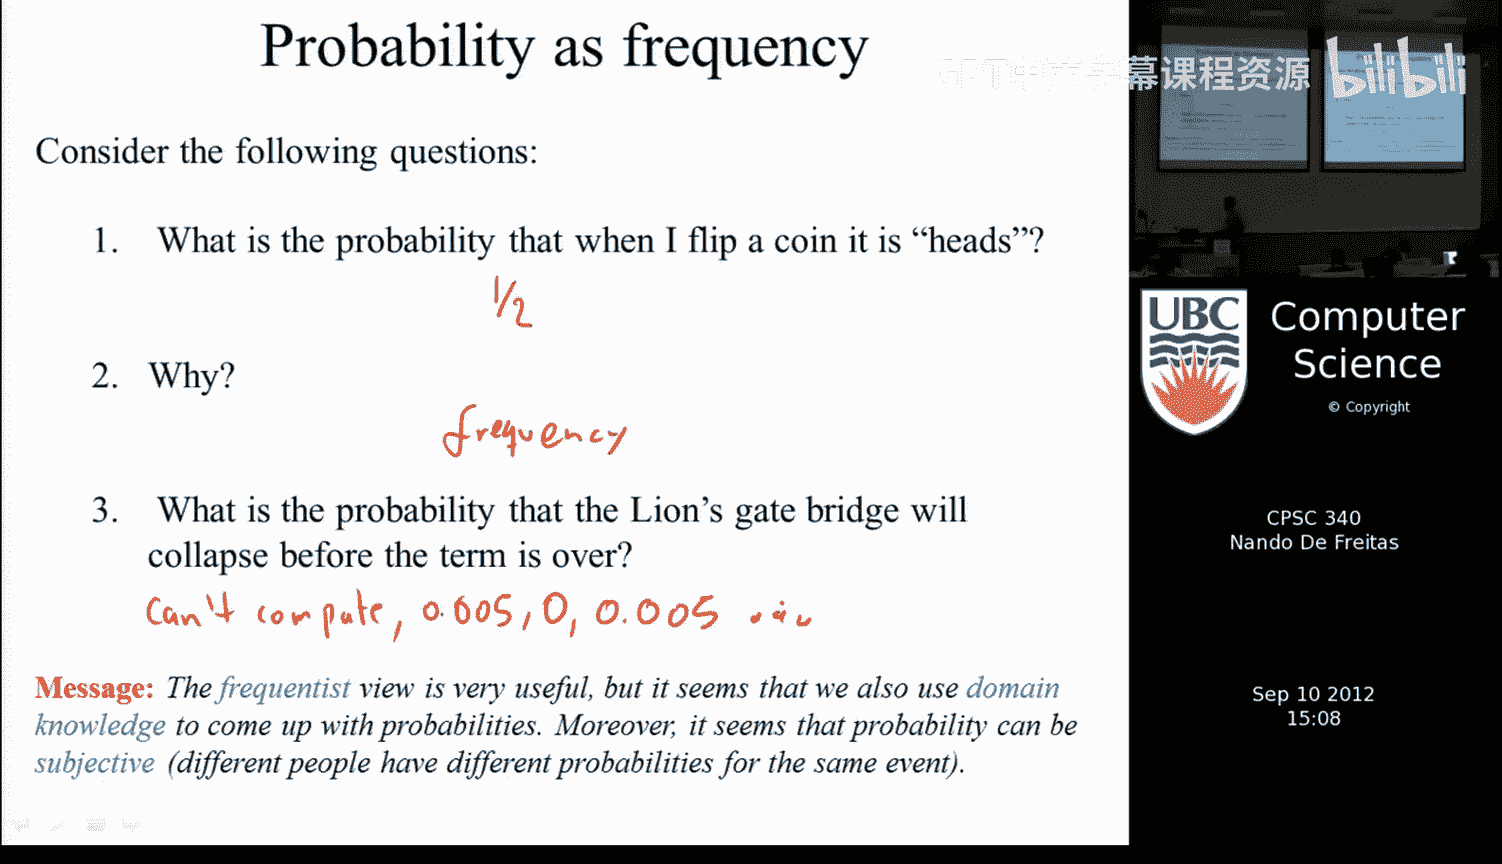 Probability as frequency
幕课程资源 bilibili
Consider the following questions:
1. What is the probability that when I flip a coin it is “heads”?
1/2
2. Why?
frequency
3. What is the probability that the Lion’s gate bridge will
collapse before the term is over?
Can't compute, 0.005, 0, 0.005
Message: The frequentist view is very useful, but it seems that we also use domain
knowledge to come up with probabilities. Moreover, it seems that probability can be
subjective (different people have different probabilities for the same event).
UBC
Computer
Science
© Copyright
CPSC 340
Nando De Freitas
Sep 10 2012
15:08